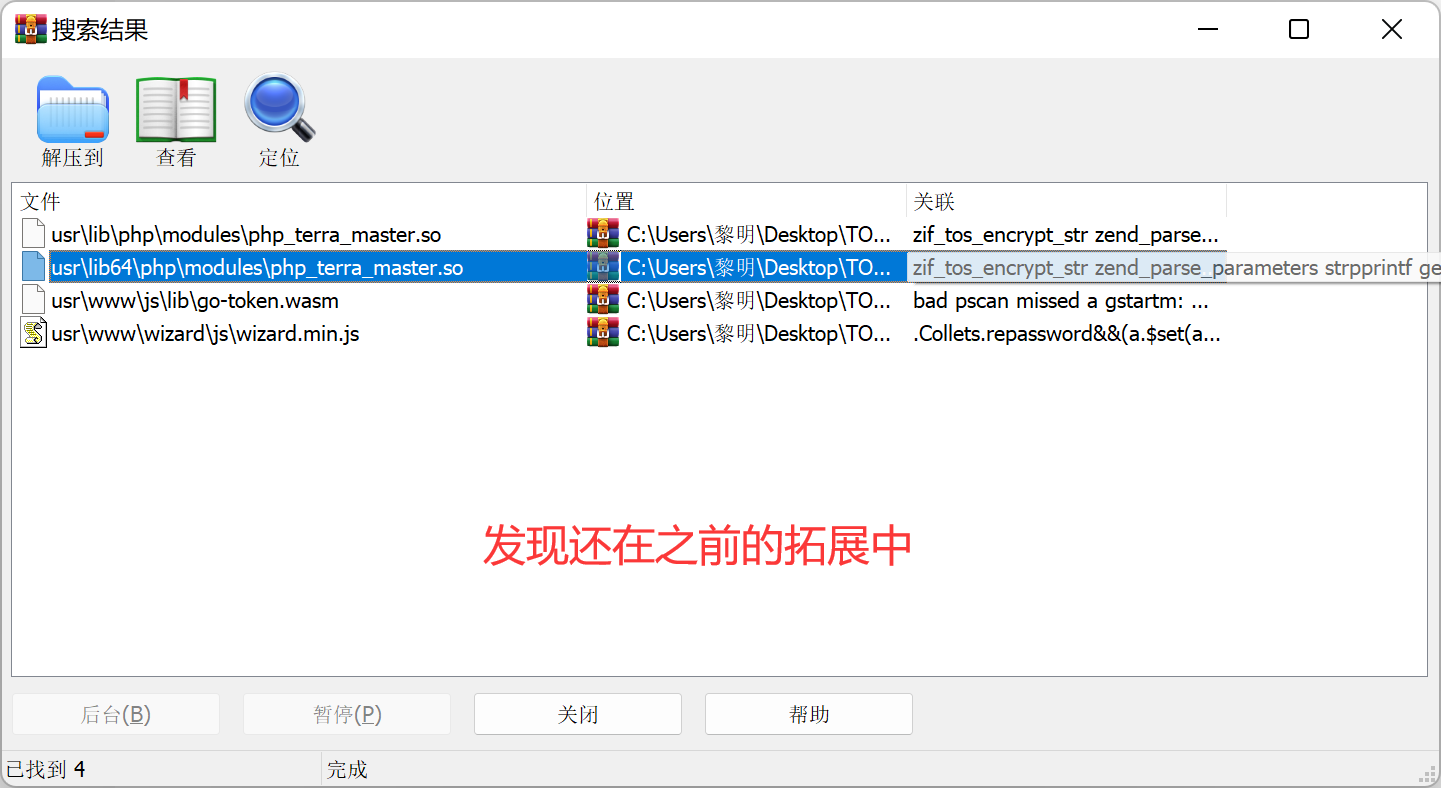 搜索结果
解压到 查看 定位
文件 位置 关联
usr\lib\php\modules\php_terra_master.so C:\Users\黎明\Desktop\TO... zif_tos_encrypt_str zend_parse...
usr\lib64\php\modules\php_terra_master.so C:\Users\黎明\Desktop\TO... zif_tos_encrypt_str zend_parse_parameters strpprintf ge
usr\www\js\lib\go-token.wasm C:\Users\黎明\Desktop\TO... bad pscan missed a gstartm: ...
usr\www\wizard\js\wizard.min.js C:\Users\黎明\Desktop\TO... .Collets.repassword&&(a.$set(a...
发现还在之前的拓展中
后台(B) 暂停(P) 关闭 帮助
已找到 4 完成